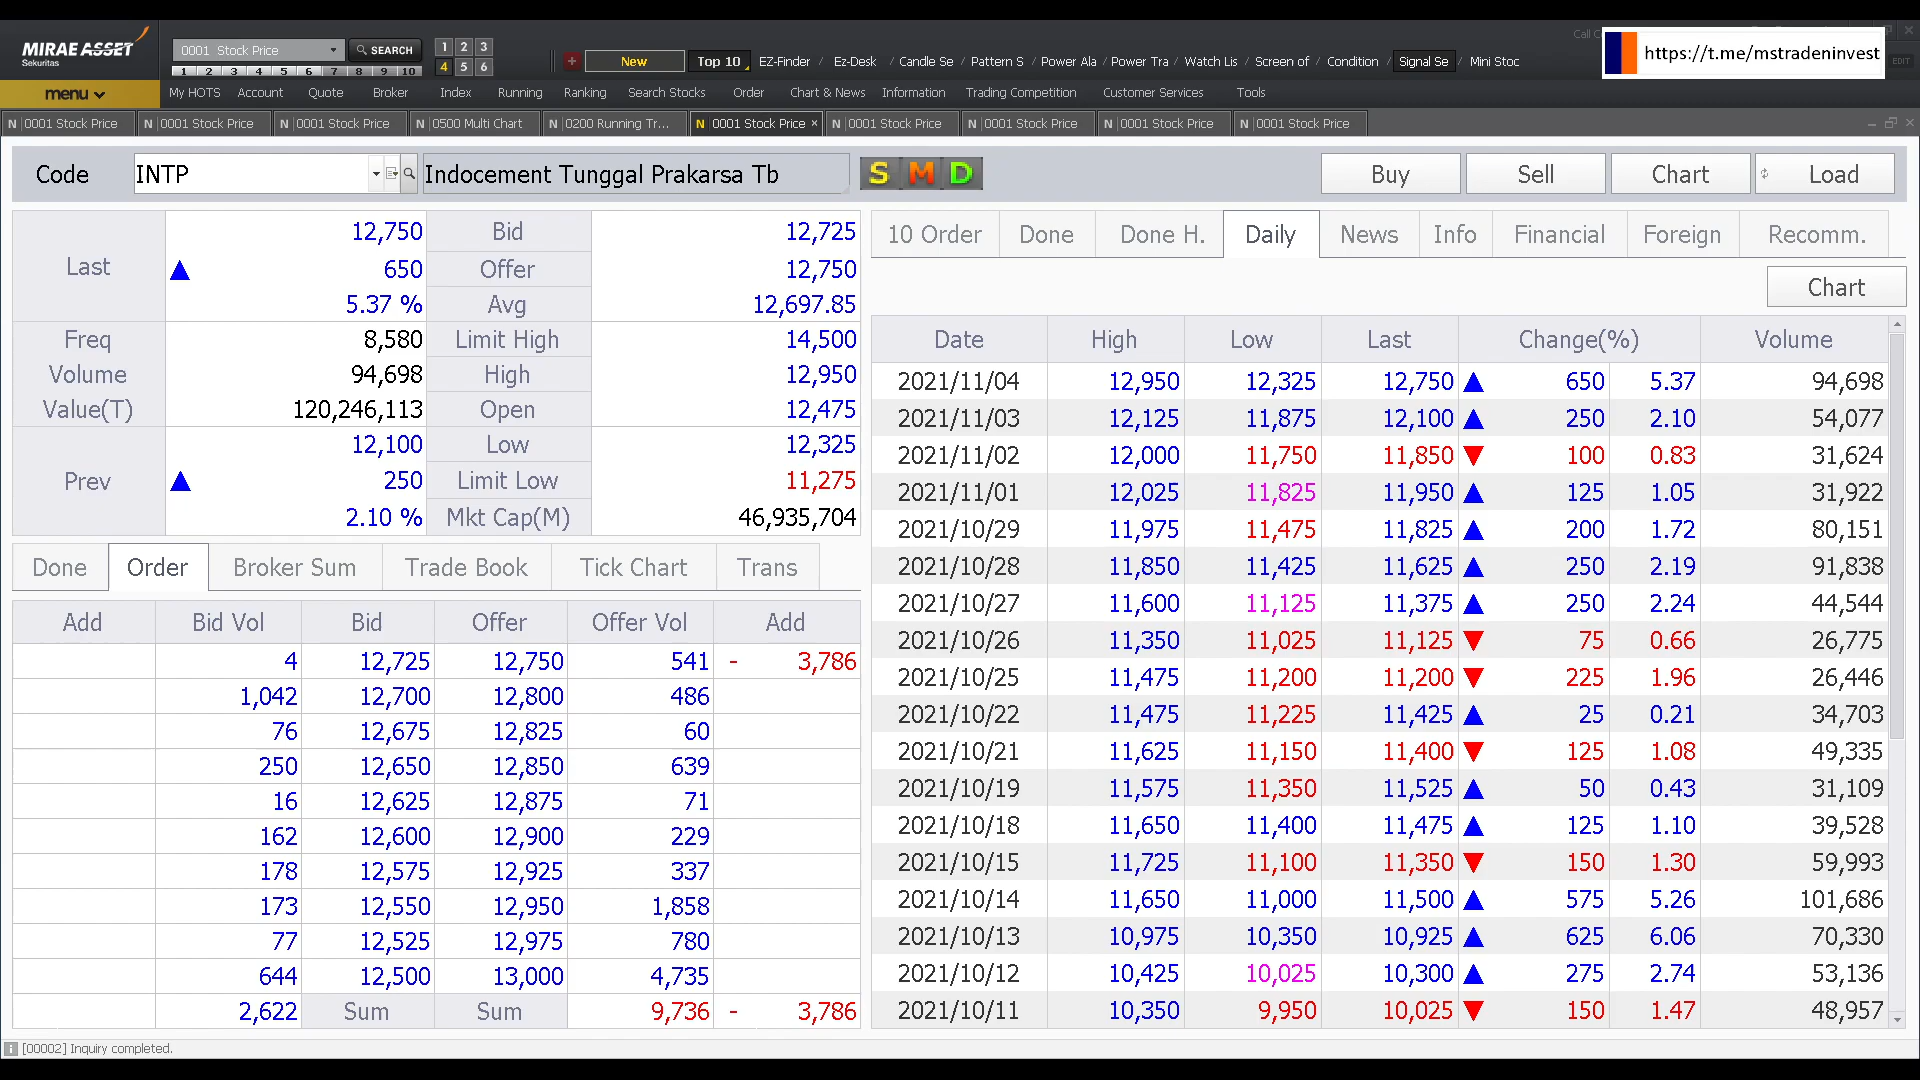 MIRAE ASSET
Sekuritas
0001 Stock Price
SEARCH
1 2 3
4 5 6
1 2 3 4 5 6 7 8 9 10
New
Top 10
EZ-Finder / Ez-Desk / Candle Se / Pattern S / Power Ala / Power Tra / Watch Lis / Screen of / Condition / Signal Se / Mini Stoc
https://t.me/mstradeninvest
EDIT
menu
My HOTS Account Quote Broker Index Running Ranking Search Stocks Order Chart & News Information Trading Competition Customer Services Tools
N 0001 Stock Price N 0001 Stock Price N 0001 Stock Price N 0500 Multi Chart N 0200 Running Tr... N 0001 Stock Price × N 0001 Stock Price N 0001 Stock Price N 0001 Stock Price N 0001 Stock Price
Code INTP Indocement Tunggal Prakarsa Tb S M D Buy Sell Chart Load
Last 12,750 Bid 12,725
▲ 650 Offer 12,750
5.37 % Avg 12,697.85
Freq 8,580 Limit High 14,500
Volume 94,698 High 12,950
Value(T) 120,246,113 Open 12,475
Prev 12,100 Low 12,325
▲ 250 Limit Low 11,275
2.10 % Mkt Cap(M) 46,935,704
Done Order Broker Sum Trade Book Tick Chart Trans
Add Bid Vol Bid Offer Offer Vol Add
4 12,725 12,750 541 - 3,786
1,042 12,700 12,800 486
76 12,675 12,825 60
250 12,650 12,850 639
16 12,625 12,875 71
162 12,600 12,900 229
178 12,575 12,925 337
173 12,550 12,950 1,858
77 12,525 12,975 780
644 12,500 13,000 4,735
2,622 Sum Sum 9,736 - 3,786
10 Order Done Done H. Daily News Info Financial Foreign Recomm.
Chart
Date High Low Last Change(%) Volume
2021/11/04 12,950 12,325 12,750 ▲ 650 5.37 94,698
2021/11/03 12,125 11,875 12,100 ▲ 250 2.10 54,077
2021/11/02 12,000 11,750 11,850 ▼ 100 0.83 31,624
2021/11/01 12,025 11,825 11,950 ▲ 125 1.05 31,922
2021/10/29 11,975 11,475 11,825 ▲ 200 1.72 80,151
2021/10/28 11,850 11,425 11,625 ▲ 250 2.19 91,838
2021/10/27 11,600 11,125 11,375 ▲ 250 2.24 44,544
2021/10/26 11,350 11,025 11,125 ▼ 75 0.66 26,775
2021/10/25 11,475 11,200 11,200 ▼ 225 1.96 26,446
2021/10/22 11,475 11,225 11,425 ▲ 25 0.21 34,703
2021/10/21 11,625 11,150 11,400 ▼ 125 1.08 49,335
2021/10/19 11,575 11,350 11,525 ▲ 50 0.43 31,109
2021/10/18 11,650 11,400 11,475 ▲ 125 1.10 39,528
2021/10/15 11,725 11,100 11,350 ▼ 150 1.30 59,993
2021/10/14 11,650 11,000 11,500 ▲ 575 5.26 101,686
2021/10/13 10,975 10,350 10,925 ▲ 625 6.06 70,330
2021/10/12 10,425 10,025 10,300 ▲ 275 2.74 53,136
2021/10/11 10,350 9,950 10,025 ▼ 150 1.47 48,957
[00002] Inquiry completed.